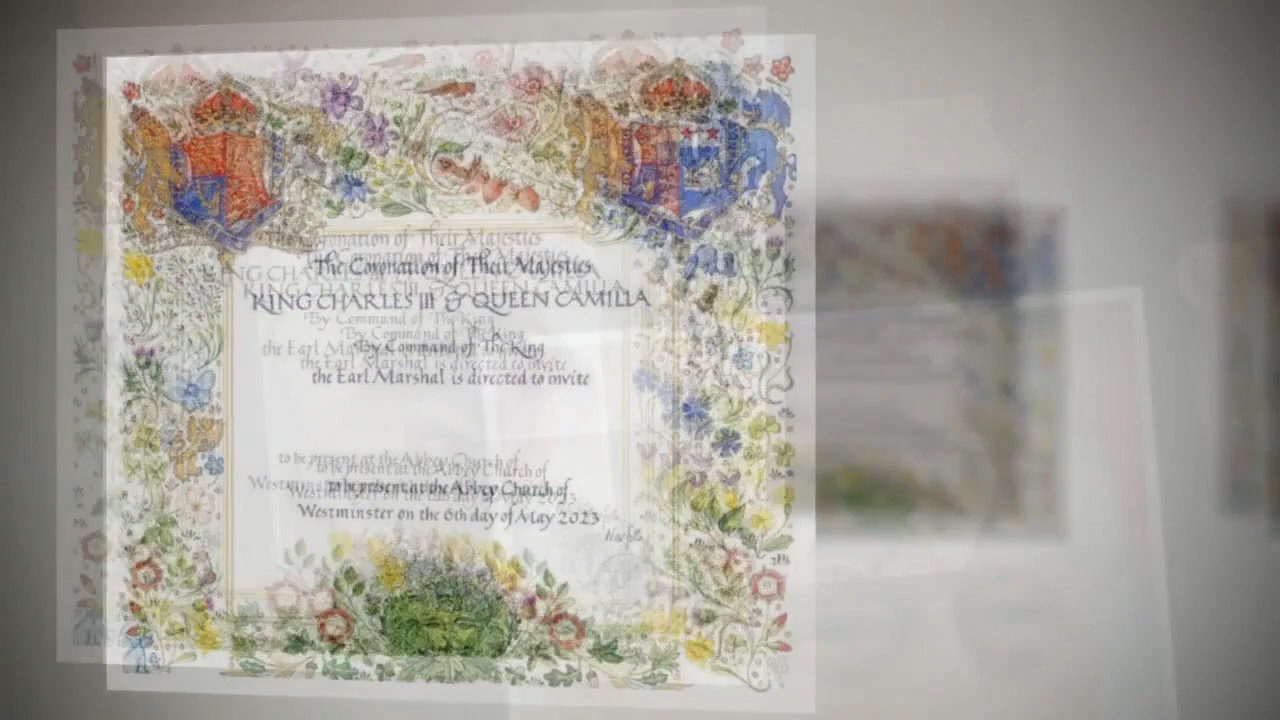 The Coronation of Their Majesties
KING CHARLES III & QUEEN CAMILLA
By Command of The King
the Earl Marshal is directed to invite
to be present at the Abbey Church of
Westminster on the 6th day of May 2023